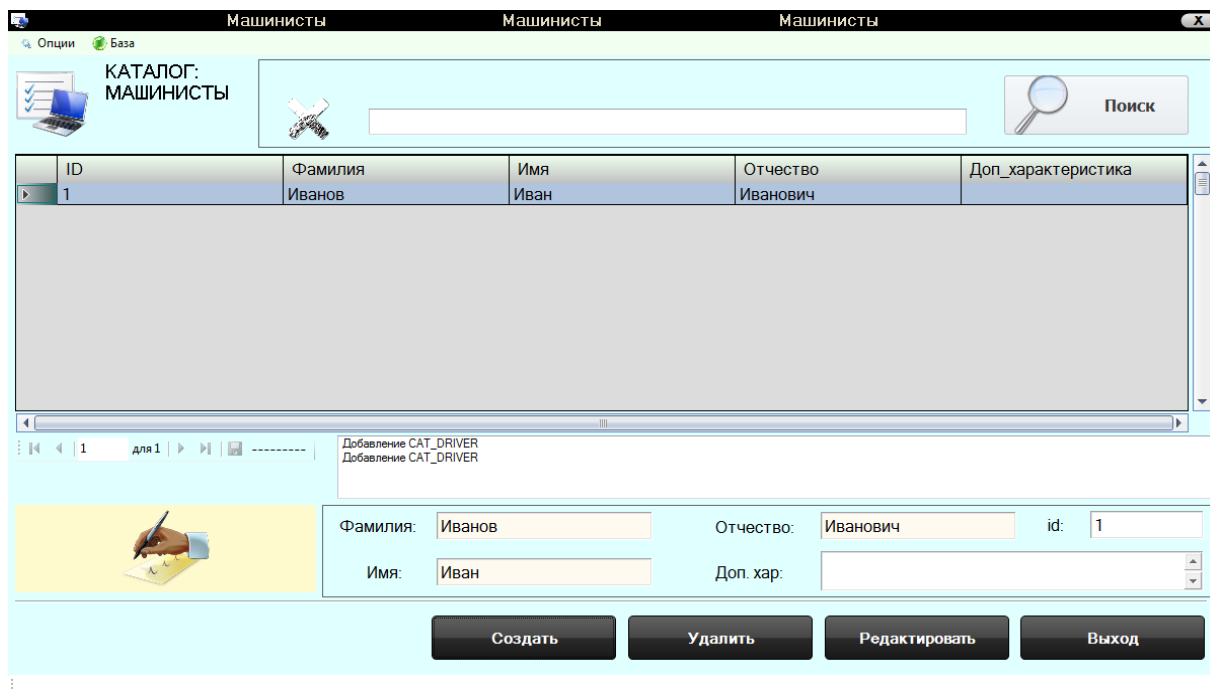 Машинисты Машинисты Машинисты X
Опции База
КАТАЛОГ:
МАШИНИСТЫ
Поиск
ID Фамилия Имя Отчество Доп_характеристика
1 Иванов Иван Иванович
1 для 1 ---------
Добавление CAT_DRIVER
Добавление CAT_DRIVER
Фамилия: Иванов Отчество: Иванович id: 1
Имя: Иван Доп. хар:
Создать Удалить Редактировать Выход